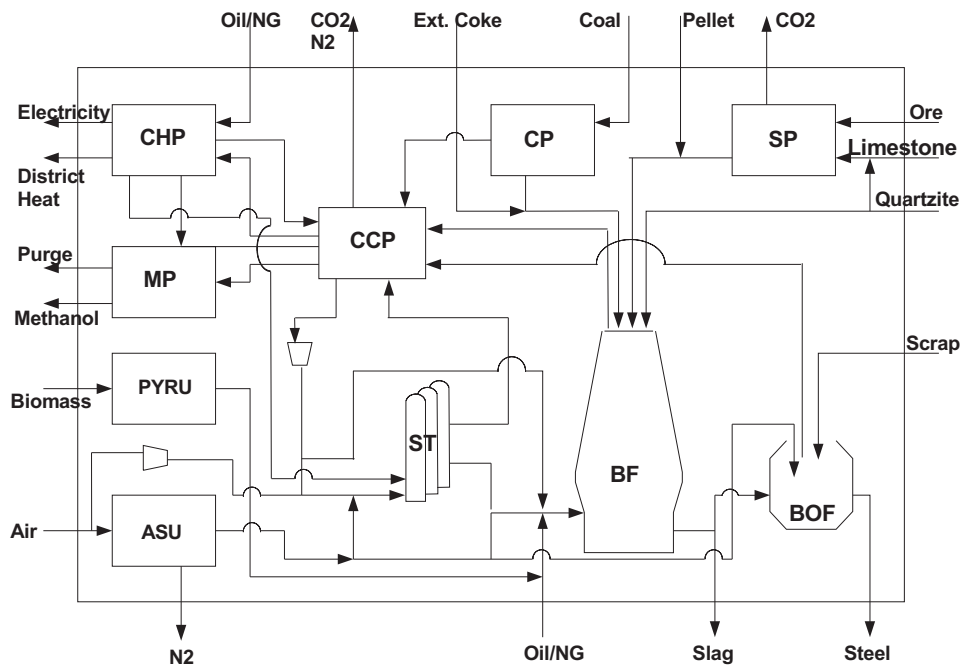 Oil/NG
CO2
N2
Ext. Coke
Coal
Pellet
CO2
Electricity
CHP
CP
SP
Ore
Limestone
District
Heat
Quartzite
CCP
Purge
MP
Methanol
Scrap
PYRU
Biomass
ST
BF
BOF
Air
ASU
N2
Oil/NG
Slag
Steel